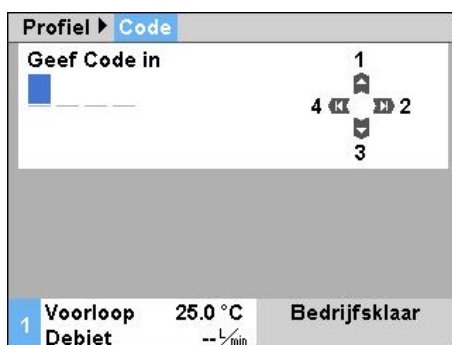 Profiel ▶ Code
Geef Code in
1
4 2
3
1 Voorloop 25.0 °C Bedrijfsklaar
Debiet -- L/min